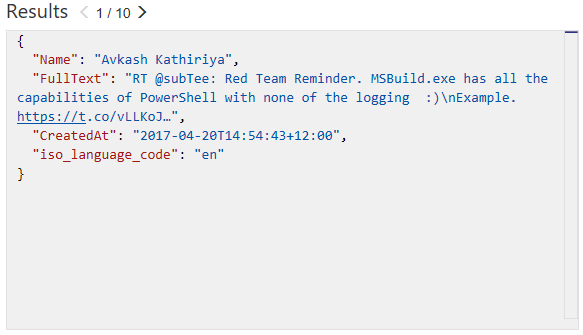 Results < 1 / 10 >
{
"Name": "Avkash Kathiriya",
"FullText": "RT @subTee: Red Team Reminder. MSBuild.exe has all the
capabilities of PowerShell with none of the logging  :)\nExample.
https://t.co/vLLKoJ…",
"CreatedAt": "2017-04-20T14:54:43+12:00",
"iso_language_code": "en"
}